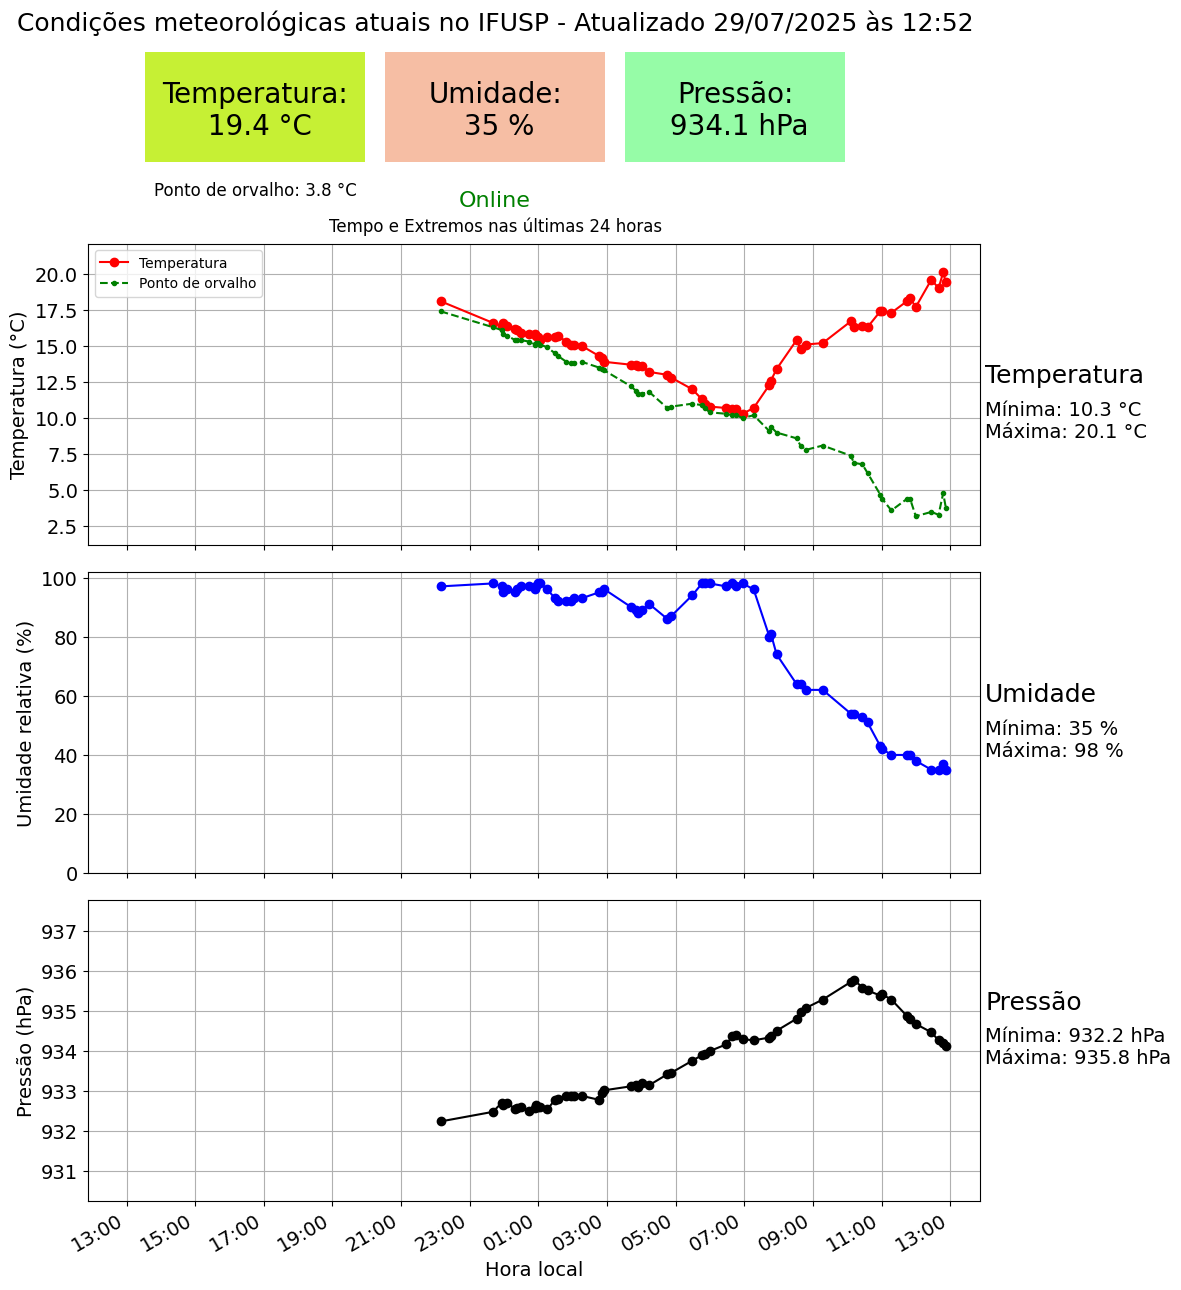 Condições meteorológicas atuais no IFUSP - Atualizado 29/07/2025 às 12:52
Temperatura:
19.4 °C
Umidade:
35 %
Pressão:
934.1 hPa
Ponto de orvalho: 3.8 °C
Online
Tempo e Extremos nas últimas 24 horas
Temperatura
Ponto de orvalho
20.0
17.5
15.0
12.5
10.0
7.5
5.0
2.5
Temperatura (°C)
Temperatura
Mínima: 10.3 °C
Máxima: 20.1 °C
100
80
60
40
20
0
Umidade relativa (%)
Umidade
Mínima: 35 %
Máxima: 98 %
937
936
935
934
933
932
931
Pressão (hPa)
Pressão
Mínima: 932.2 hPa
Máxima: 935.8 hPa
13:00
15:00
17:00
19:00
21:00
23:00
01:00
03:00
05:00
07:00
09:00
11:00
13:00
Hora local